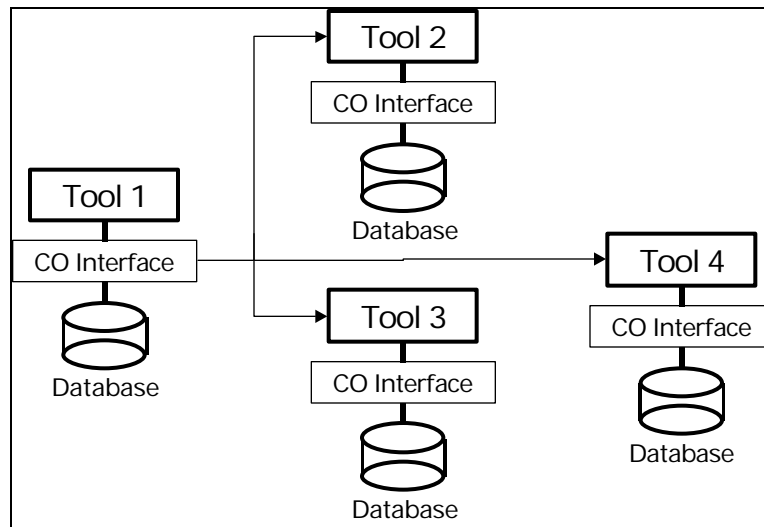 Tool 2
CO Interface
Database
Tool 1
CO Interface
Database
Tool 4
CO Interface
Database
Tool 3
CO Interface
Database